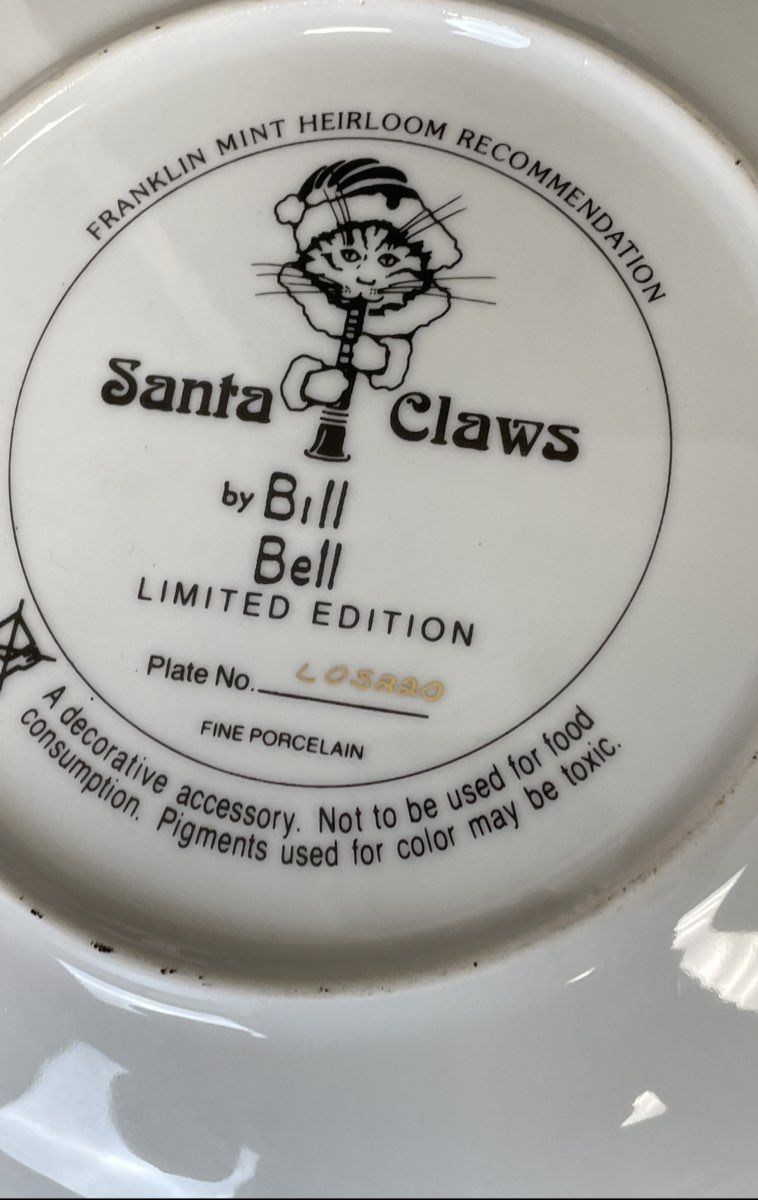 FRANKLIN MINT HEIRLOOM RECOMMENDATION
Santa Claws
by Bill
Bell
LIMITED EDITION
Plate No. L03220
FINE PORCELAIN
A decorative accessory. Not to be used for food
consumption. Pigments used for color may be toxic.